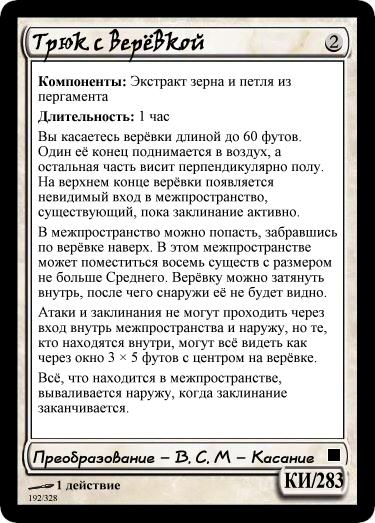 Трюк с верёвкой 2
Компоненты: Экстракт зерна и петля из
пергамента
Длительность: 1 час
Вы касаетесь верёвки длиной до 60 футов.
Один её конец поднимается в воздух, а
остальная часть висит перпендикулярно полу.
На верхнем конце верёвки появляется
невидимый вход в межпространство,
существующий, пока заклинание активно.
В межпространство можно попасть, забравшись
по верёвке наверх. В этом межпространстве
может поместиться восемь существ с размером
не больше Среднего. Верёвку можно затянуть
внутрь, после чего снаружи её не будет видно.
Атаки и заклинания не могут проходить через
вход внутрь межпространства и наружу, но те,
кто находятся внутри, могут всё видеть как
через окно 3 × 5 футов с центром на верёвке.
Всё, что находится в межпространстве,
вываливается наружу, когда заклинание
заканчивается.
Преобразование – В, С, М – Касание
1 действие
КИ/283
192/328